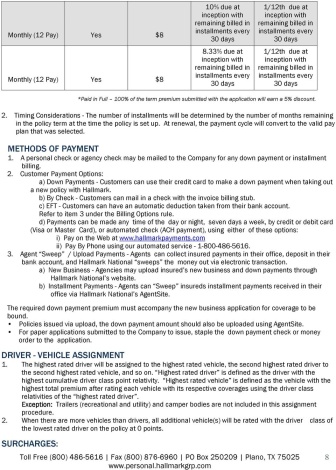 10% due at
inception with
remaining billed in
installments every
30 days
1/12th due at
inception with
remaining billed in
installments every
30 days
Monthly (12 Pay)
Yes
$8
8.33% due at
inception with
remaining billed in
installments every
30 days
1/12th due at
inception with
remaining billed in
installments every
30 days
Monthly (12 Pay)
Yes
$8
*Paid in Full – 100% of the term premium submitted with the application will earn a 5% discount.
2. Timing Considerations - The number of installments will be determined by the number of months remaining
in the policy term at the time the policy is set up. At renewal, the payment cycle will convert to the valid pay
plan that was selected.
METHODS OF PAYMENT
1. A personal check or agency check may be mailed to the Company for any down payment or installment
billing.
2. Customer Payment Options:
a) Down Payments - Customers can use their credit card to make a down payment when taking out
a new policy with Hallmark.
b) By Check - Customers can mail in a check with the invoice billing stub.
c) EFT - Customers can have an automatic deduction taken from their bank account.
Refer to item 3 under the Billing Options rule.
d) Payments can be made any time of the day or night, seven days a week, by credit or debit card
(Visa or Master Card), or automated check (ACH payment), using either of these options:
i) Pay on the Web at www.hallmarkpayments.com
ii) Pay By Phone using our automated service - 1-800-486-5616.
3. Agent “Sweep” / Upload Payments - Agents can collect insured payments in their office, deposit in their
bank account, and Hallmark National “sweeps” the money out via electronic transaction.
a) New Business - Agencies may upload insured’s new business and down payments through
Hallmark National’s website.
b) Installment Payments - Agents can “Sweep” insureds installment payments received in their
office via Hallmark National’s AgentSite.
The required down payment premium must accompany the new business application for coverage to be
bound.
• Policies issued via upload, the down payment amount should also be uploaded using AgentSite.
• For paper applications submitted to the Company to issue, staple the down payment check or money
order to the application.
DRIVER - VEHICLE ASSIGNMENT
1. The highest rated driver will be assigned to the highest rated vehicle, the second highest rated driver to
the second highest rated vehicle, and so on. “Highest rated driver” is defined as the driver with the
highest cumulative driver class point relativity. “Highest rated vehicle” is defined as the vehicle with the
highest total premium after rating each vehicle with its respective coverages using the driver class
relativities of the “highest rated driver”.
Exception: Trailers (recreational and utility) and camper bodies are not included in this assignment
procedure.
2. When there are more vehicles than drivers, all additional vehicle(s) will be rated with the driver class of
the lowest rated driver on the policy at 0 points.
SURCHARGES:
Toll Free (800) 486-5616 | Fax (800) 876-6960 | PO Box 250209 | Plano, TX 75025
8
www.personal.hallmarkgrp.com